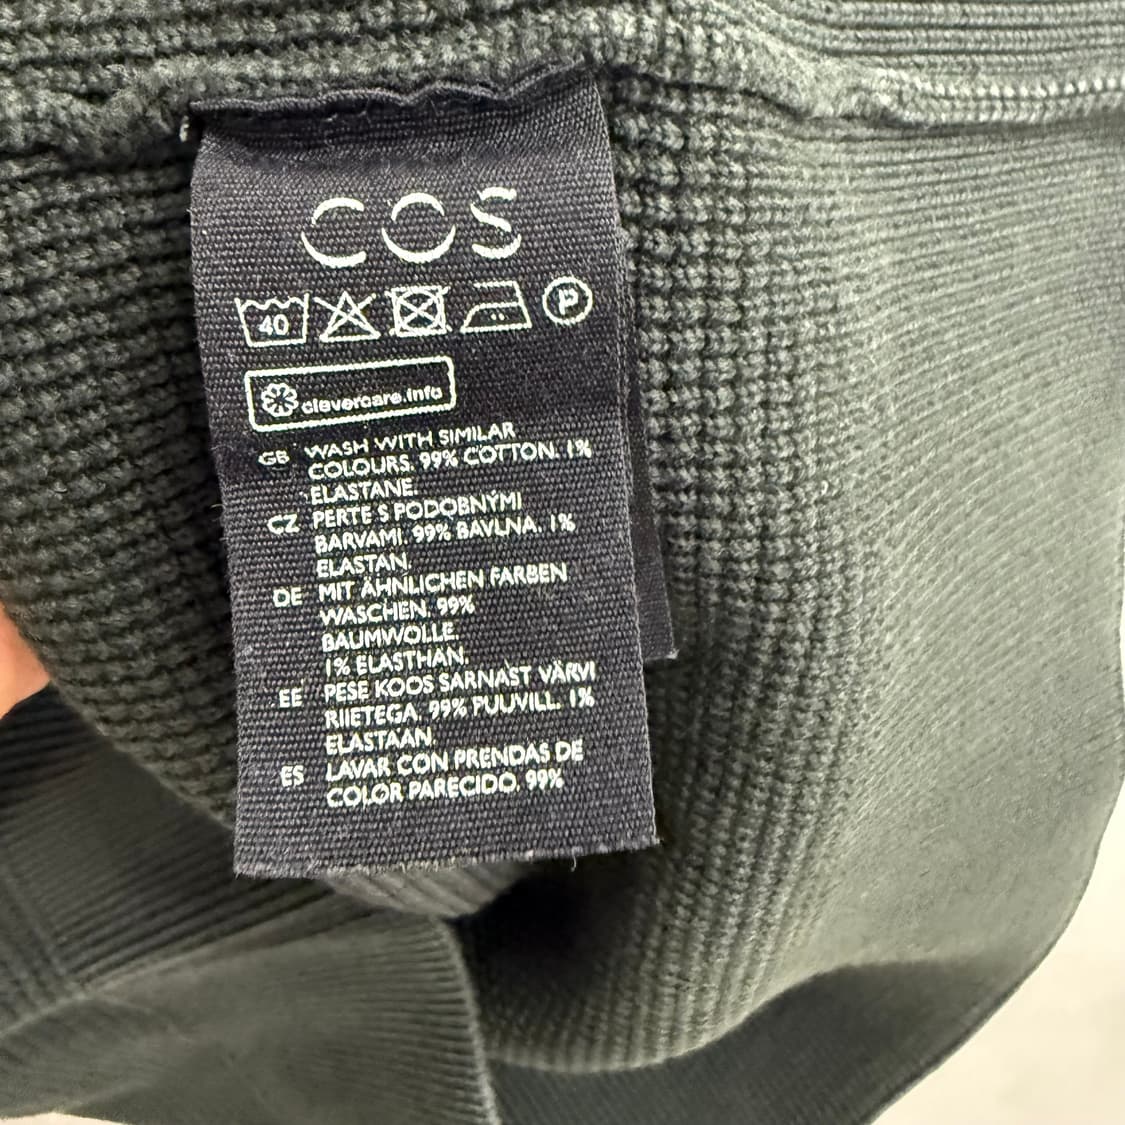 COS
40
P
clevercare.info
GB WASH WITH SIMILAR
COLOURS. 99% COTTON. 1%
ELASTANE.
CZ PERTE S PODOBNÝMI
BARVAMI. 99% BAVLNA. 1%
ELASTAN.
DE MIT ÄHNLICHEN FARBEN
WASCHEN. 99%
BAUMWOLLE
1% ELASTHAN.
EE PESE KOOS SARNAST VÄRVI
RIIETEGA. 99% PUUVILL. 1%
ELASTAAN.
ES LAVAR CON PRENDAS DE
COLOR PARECIDO. 99%